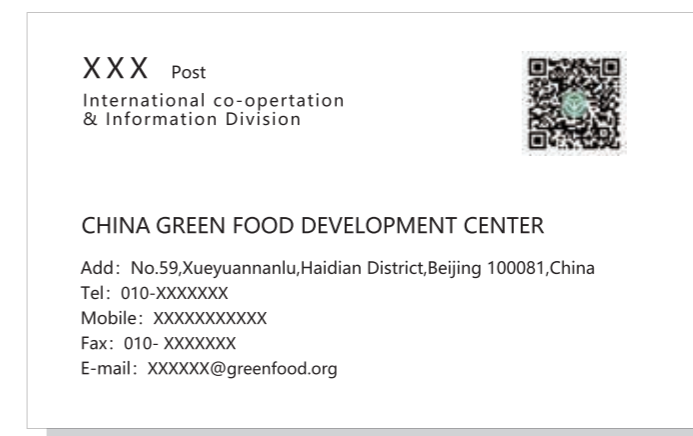 XXX Post
International co-opertation
& Information Division
CHINA GREEN FOOD DEVELOPMENT CENTER
Add：No.59,Xueyuannanlu,Haidian District,Beijing 100081,China
Tel：010-XXXXXXX
Mobile：XXXXXXXXXXX
Fax：010- XXXXXXX
E-mail：XXXXXX@greenfood.org